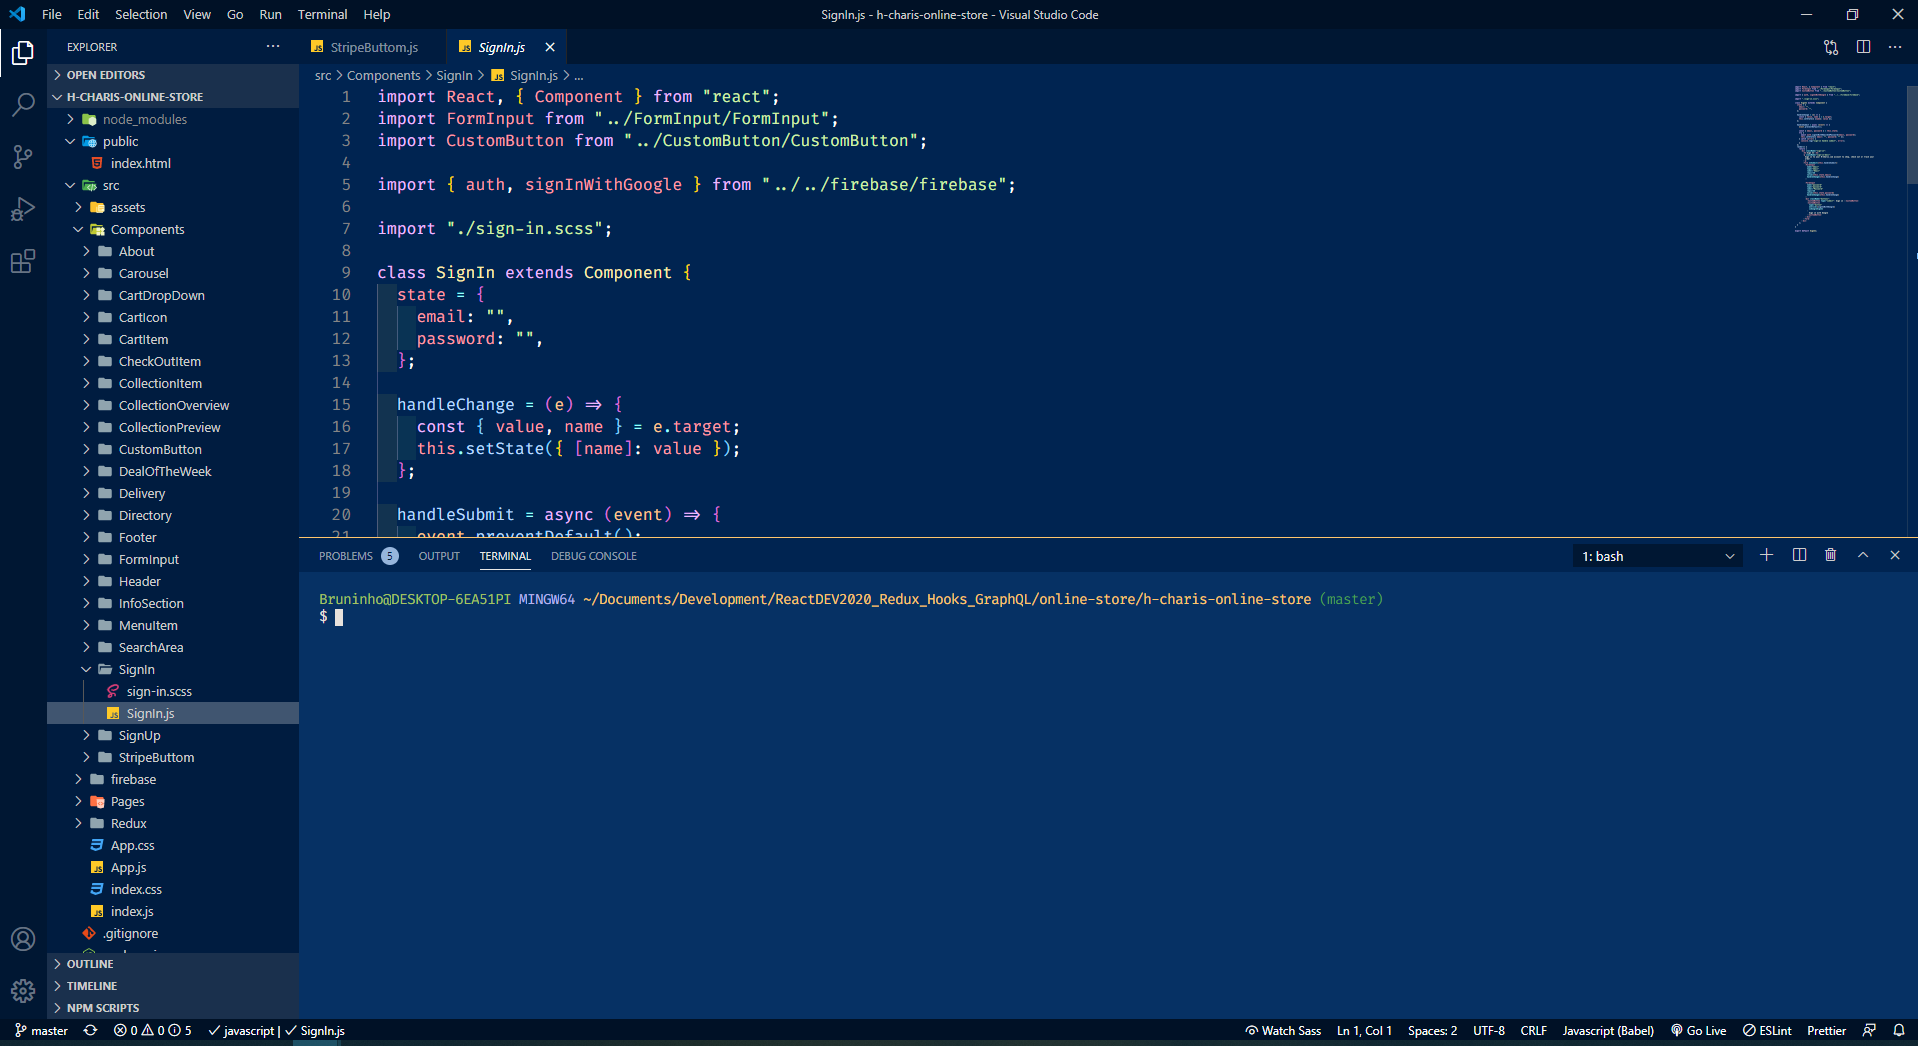 File Edit Selection View Go Run Terminal Help
SignIn.js - h-charis-online-store - Visual Studio Code
EXPLORER
OPEN EDITORS
H-CHARIS-ONLINE-STORE
node_modules
public
index.html
src
assets
Components
About
Carousel
CartDropDown
CartIcon
CartItem
CheckOutItem
CollectionItem
CollectionOverview
CollectionPreview
CustomButton
DealOfTheWeek
Delivery
Directory
Footer
FormInput
Header
InfoSection
MenuItem
SearchArea
SignIn
sign-in.scss
SignIn.js
SignUp
StripeButtom
firebase
Pages
Redux
App.css
App.js
index.css
index.js
.gitignore
OUTLINE
TIMELINE
NPM SCRIPTS
StripeButtom.js SignIn.js
src > Components > SignIn > SignIn.js > ...
1 import React, { Component } from "react";
2 import FormInput from "../FormInput/FormInput";
3 import CustomButton from "../CustomButton/CustomButton";
4
5 import { auth, signInWithGoogle } from "../../firebase/firebase";
6
7 import "./sign-in.scss";
8
9 class SignIn extends Component {
10 state = {
11 email: "",
12 password: "",
13 };
14
15 handleChange = (e) => {
16 const { value, name } = e.target;
17 this.setState({ [name]: value });
18 };
19
20 handleSubmit = async (event) => {
21 event.preventDefault();
PROBLEMS 5 OUTPUT TERMINAL DEBUG CONSOLE
1: bash
Bruninho@DESKTOP-6EA51PI MINGW64 ~/Documents/Development/ReactDEV2020_Redux_Hooks_GraphQL/online-store/h-charis-online-store (master)
$
master 0 0 5 javascript | SignIn.js
Watch Sass Ln 1, Col 1 Spaces: 2 UTF-8 CRLF Javascript (Babel) Go Live ESLint Prettier